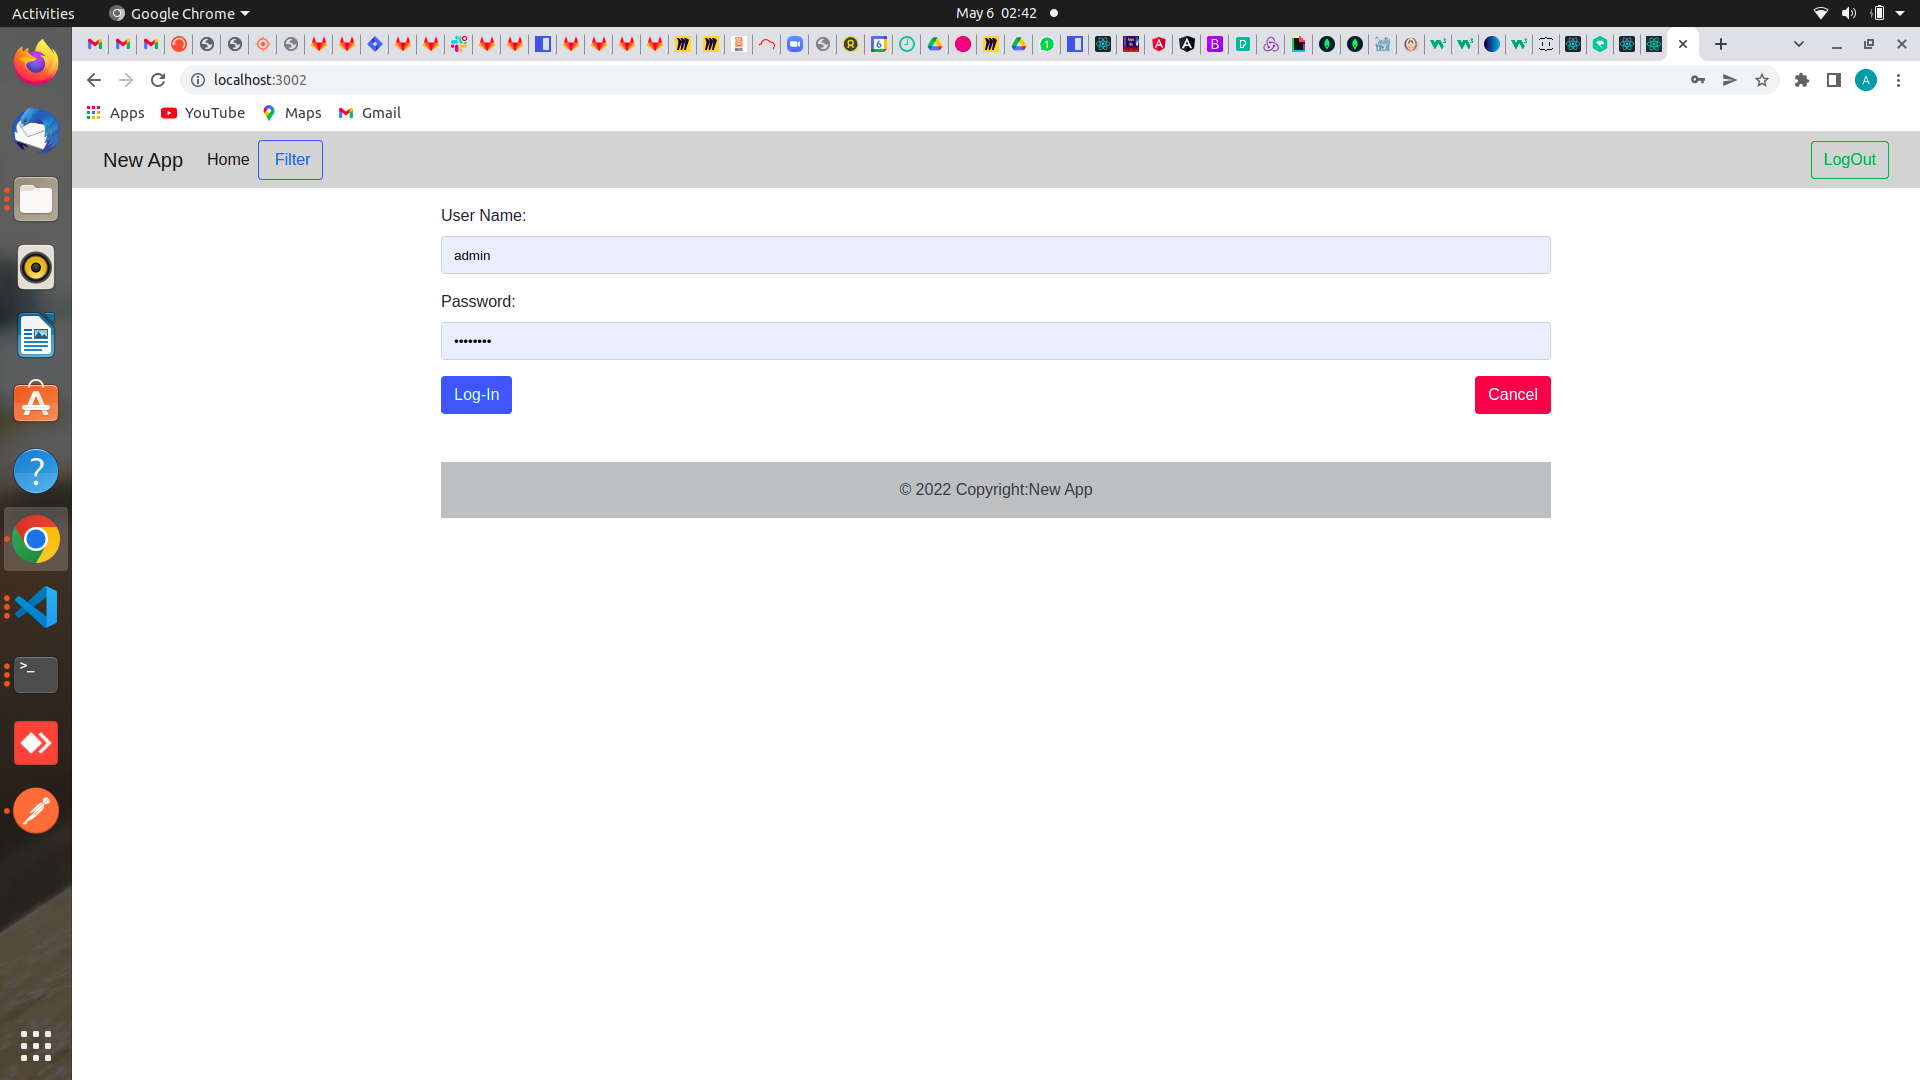 Activities
Google Chrome
May 6 02:42
localhost:3002
A
Apps
YouTube
Maps
Gmail
New App
Home
Filter
LogOut
User Name:
admin
Password:
••••••••
Log-In
Cancel
© 2022 Copyright:New App